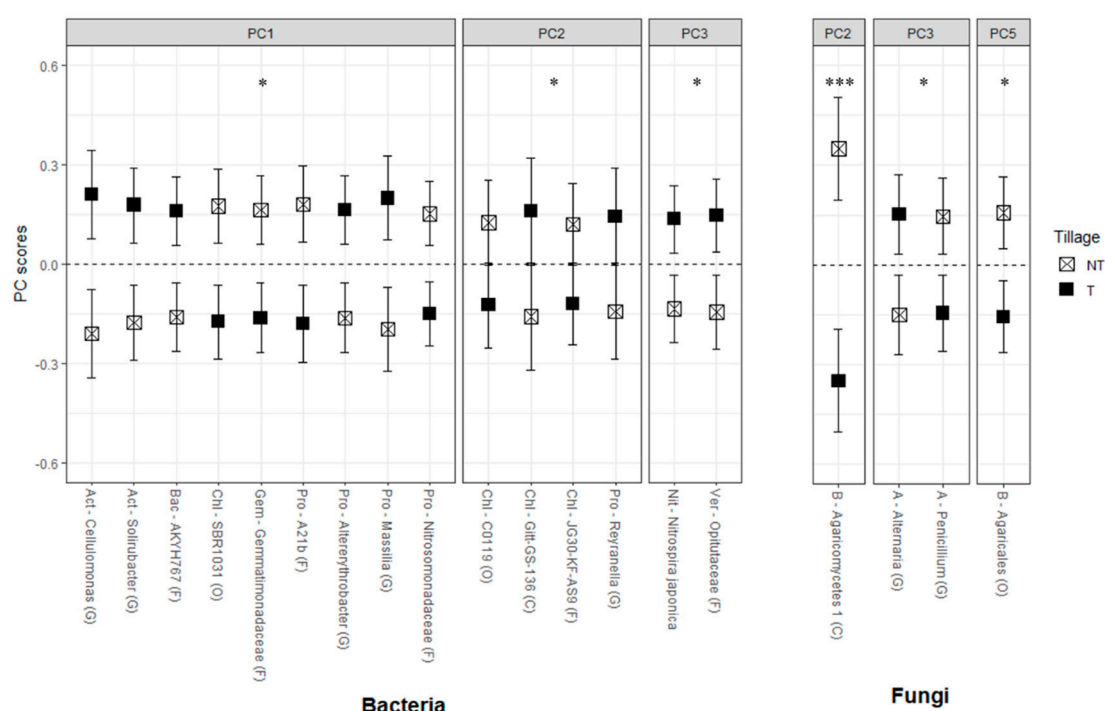 PC1
PC2
PC3
PC2
PC3
PC5
0.6
0.3
0.0
-0.3
-0.6
PC scores
*
*
*
***
*
*
Act - Cellulomonas (G)
Act - Solirubacter (G)
Bac - AKYH767 (F)
Chl - SBR1031 (O)
Gem - Gemmatimonadaceae (F)
Pro - A21b (F)
Pro - Altererythrobacter (G)
Pro - Massilia (G)
Pro - Nitrosomonadaceae (F)
Chl - C0119 (O)
Chl - Gitt-GS-136 (C)
Chl - JG30-KF-AS9 (F)
Pro - Reyranella (G)
Nit - Nitrospira japonica
Ver - Opitutaceae (F)
B - Agaricomycetes 1 (C)
A - Alternaria (G)
A - Penicillium (G)
B - Agaricales (O)
Tillage
NT
T
Bacteria
Fungi